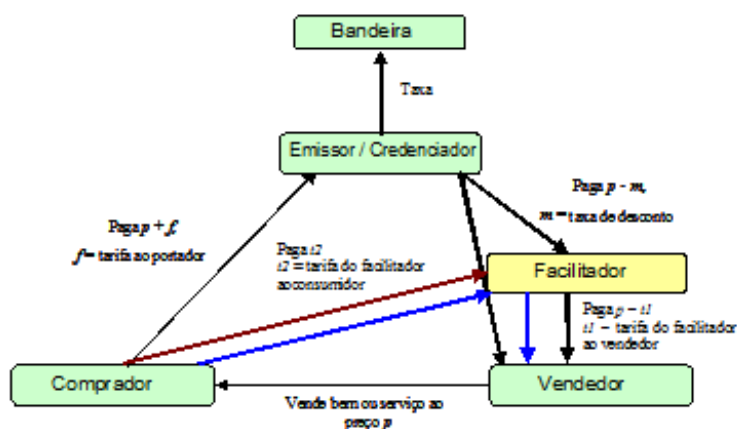 Bandeira
Taxa
Emissor / Credenciador
Paga p - m,
m = taxa de desconto
Paga p + f,
f = tarifa ao portador
Paga t2
t2 = tarifa do facilitador
ao consumridor
Facilitador
Paga p – t1
t1 – tarifa do facilitador
ao vendedor
Comprador
Vendedor
Vende bem ou serviço ao
preço p